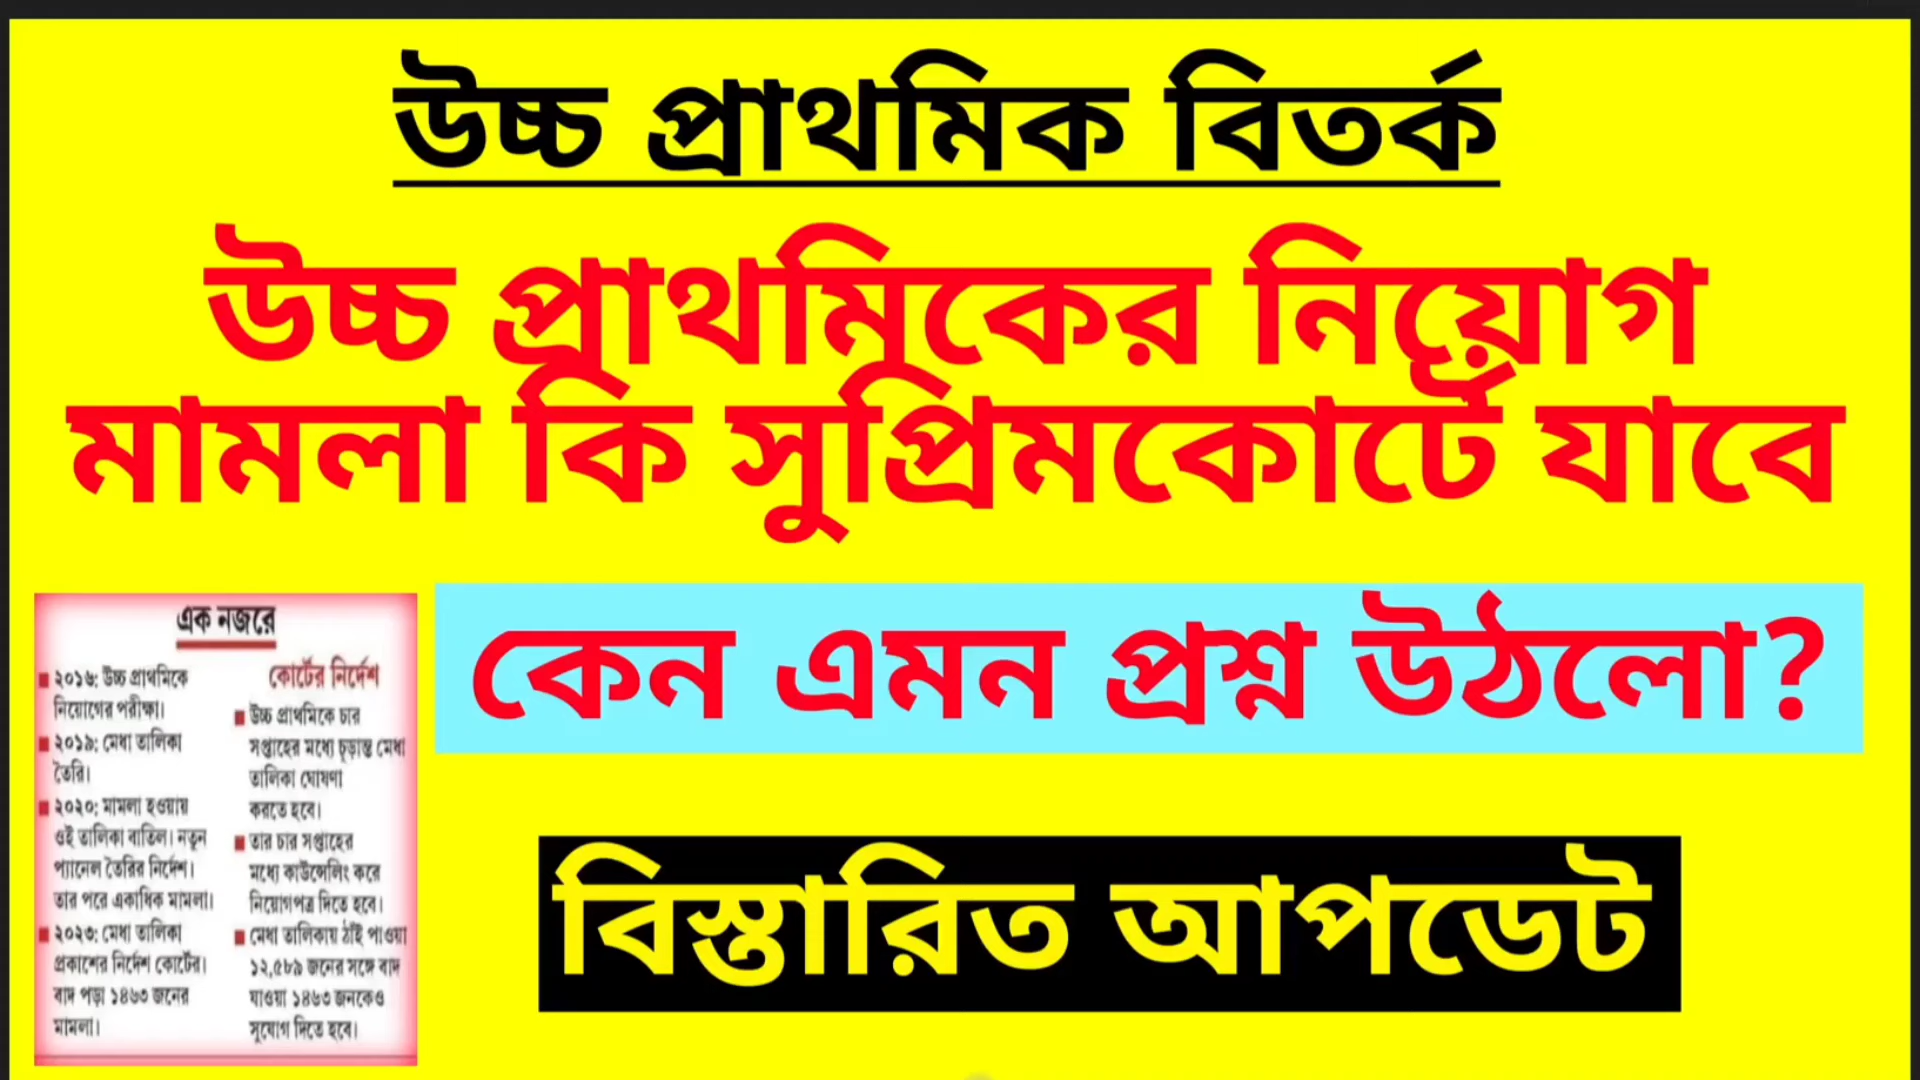 উচ্চ প্রাথমিক বিতর্ক
উচ্চ প্রাথমিকের নিয়োগ
মামলা কি সুপ্রিমকোর্টে যাবে
কেন এমন প্রশ্ন উঠলো?
বিস্তারিত আপডেট
এক নজরে
২০১৬: উচ্চ প্রাথমিকে
নিয়োগের পরীক্ষা।
২০১৯: মেধা তালিকা
তৈরি।
২০২০: মামলা হওয়ায়
ওই তালিকা বাতিল। নতুন
প্যানেল তৈরির নির্দেশ।
তার পরে একাধিক মামলা।
২০২৩: মেধা তালিকা
প্রকাশের নির্দেশ কোর্টের।
বাদ পড়া ১৪৬৩ জনের
মামলা।
কোর্টের নির্দেশ
উচ্চ প্রাথমিকে চার
সপ্তাহের মধ্যে চূড়ান্ত মেধা
তালিকা ঘোষণা
করতে হবে।
তার চার সপ্তাহের
মধ্যে কাউন্সেলিং করে
নিয়োগপত্র দিতে হবে।
মেধা তালিকায় ঠাঁই পাওয়া
১২,৫৮৯ জনের সঙ্গে বাদ
যাওয়া ১৪৬৩ জনকেও
সুযোগ দিতে হবে।